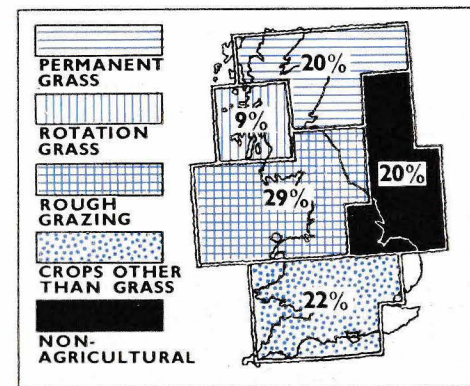 PERMANENT
GRASS
ROTATION
GRASS
ROUGH
GRAZING
CROPS OTHER
THAN GRASS
NON-
AGRICULTURAL
20%
9%
20%
29%
22%